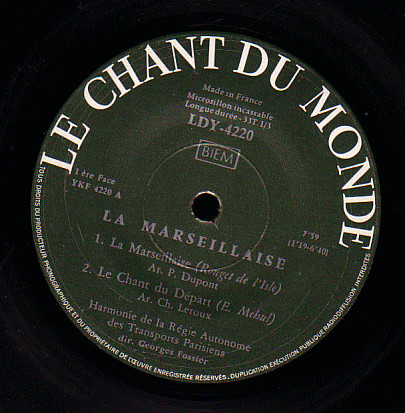 LE CHANT DU MONDE
Made in France
Microsillon incassable
Longue durée - 33T.1/3
LDY-4220
BIEM
1ère Face
YKF 4220 A
7'59
(1'19-6'40)
LA MARSEILLAISE
1. La Marseillaise (Rouget de l'Isle)
Ar. P. Dupont
2. Le Chant du Départ (E. Mehul)
Ar. Ch. Leroux
Harmonie de la Régie Autonome
des Transports Parisiens
dir. Georges Fossier
TOUS DROITS DU PRODUCTEUR PHONOGRAPHIQUE ET DU PROPRIÉTAIRE DE L'ŒUVRE ENREGISTRÉE RÉSERVÉS. DUPLICATION, EXÉCUTION PUBLIQUE RADIODIFFUSION INTERDITES